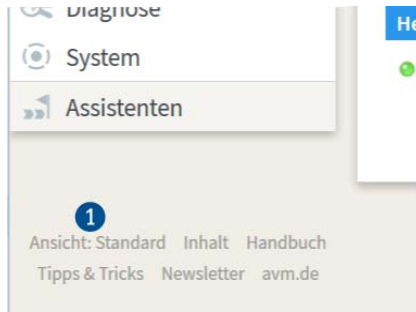 Diagnose
He
System
Assistenten
1
Ansicht: Standard Inhalt Handbuch
Tipps & Tricks Newsletter avm.de